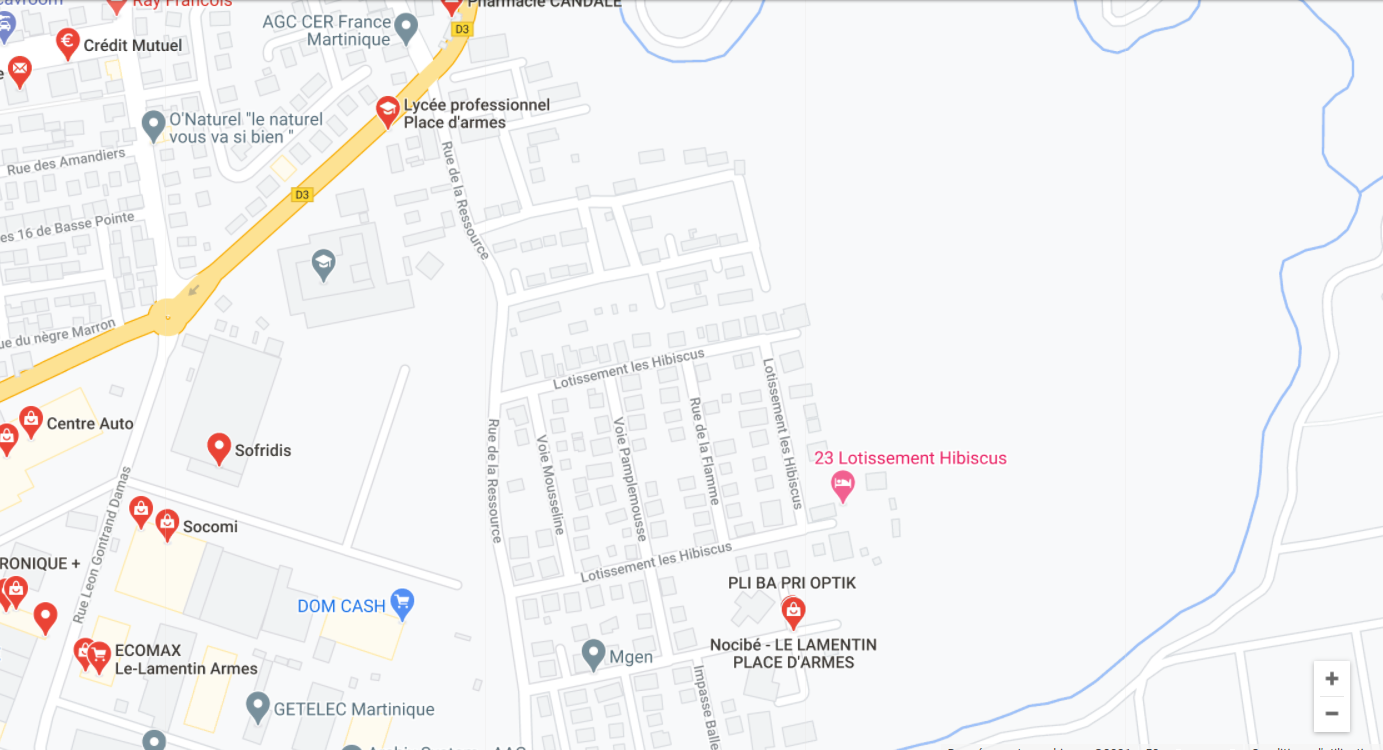 Ray Francois
Pharmacie CANDALE
AGC CER France
Martinique
D3
Crédit Mutuel
Lycée professionnel
Place d'armes
O'Naturel "le naturel
vous va si bien "
Rue des Amandiers
Rue de la Ressource
D3
es 16 de Basse Pointe
ue du nègre Marron
Lotissement les Hibiscus
Centre Auto
Sofridis
Rue de la Ressource
Voie Mousseline
Voie Pamplemousse
Rue de la Flamme
Lotissement les Hibiscus
23 Lotissement Hibiscus
Rue Leon Gontrand Damas
Socomi
Lotissement les Hibiscus
RONIQUE +
PLI BA PRI OPTIK
DOM CASH
Nocibé - LE LAMENTIN
PLACE D'ARMES
ECOMAX
Le-Lamentin Armes
Mgen
Impasse Balle
GETELEC Martinique